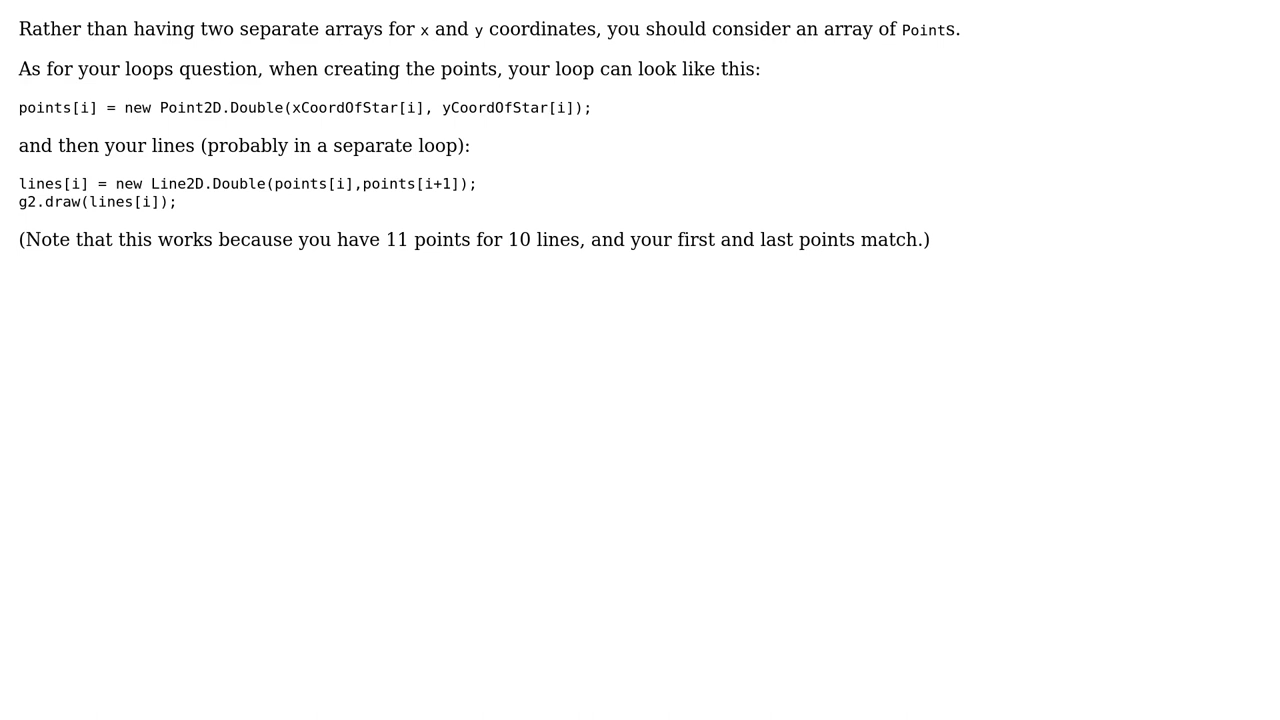 Rather than having two separate arrays for x and y coordinates, you should consider an array of Points.
As for your loops question, when creating the points, your loop can look like this:
points[i] = new Point2D.Double(xCoordOfStar[i], yCoordOfStar[i]);
and then your lines (probably in a separate loop):
lines[i] = new Line2D.Double(points[i],points[i+1]);
g2.draw(lines[i]);
(Note that this works because you have 11 points for 10 lines, and your first and last points match.)